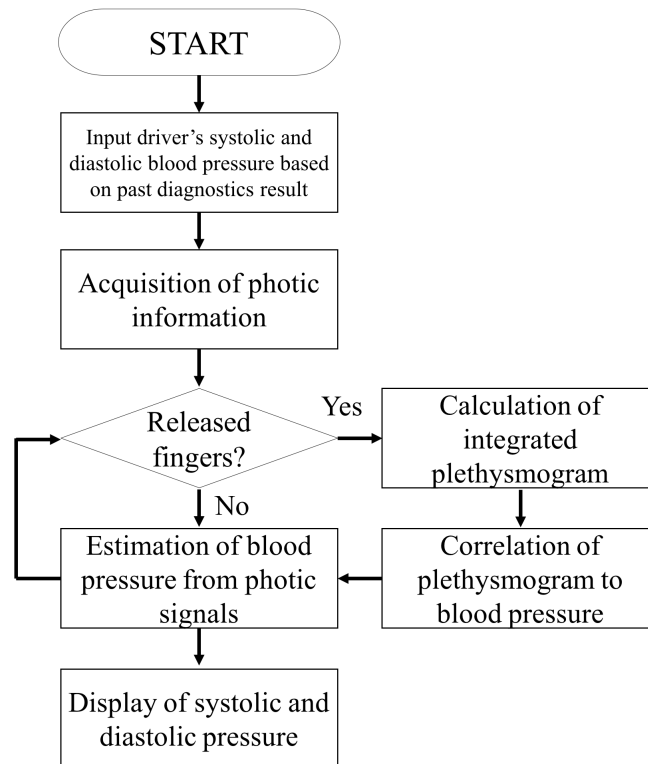 START
Input driver’s systolic and
diastolic blood pressure based
on past diagnostics result
Acquisition of photic
information
Released
fingers?
Yes
Calculation of
integrated
plethysmogram
No
Estimation of blood
pressure from photic
signals
Correlation of
plethysmogram to
blood pressure
Display of systolic and
diastolic pressure